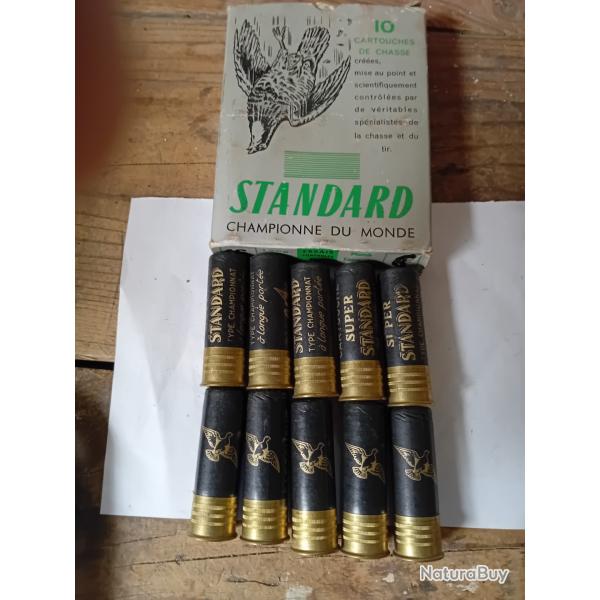 10
CARTOUCHES
DE CHASSE
créées,
mise au point et
scientifiquement
contrôlées par
de véritables
spécialistes de
la chasse et du
tir.
STANDARD
CHAMPIONNE DU MONDE
STANDARD
TYPE CHAMPIONNAT
à longue portée
TYPE CHAMPIONNAT
à longue portée
STANDARD
TYPE CHAMPIONNAT
à longue portée
SUPER
STANDARD
SUPER
STANDARD
NaturaBuy